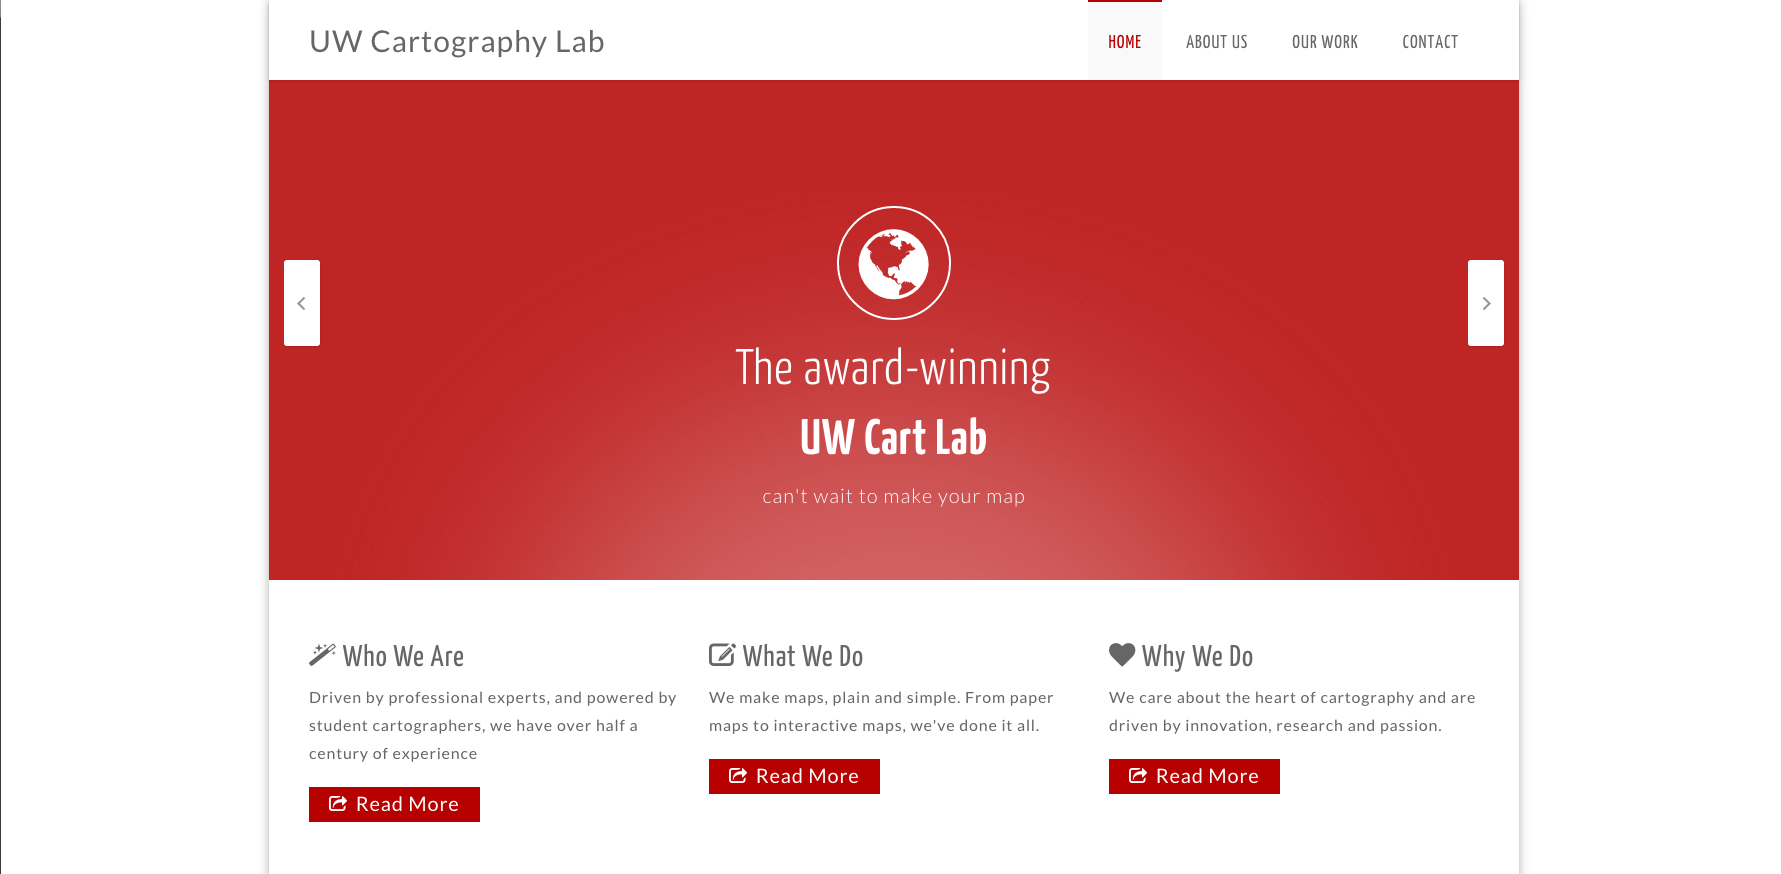 UW Cartography Lab
HOME
ABOUT US
OUR WORK
CONTACT
The award-winning
UW Cart Lab
can't wait to make your map
Who We Are
Driven by professional experts, and powered by
student cartographers, we have over half a
century of experience
Read More
What We Do
We make maps, plain and simple. From paper
maps to interactive maps, we've done it all.
Read More
Why We Do
We care about the heart of cartography and are
driven by innovation, research and passion.
Read More